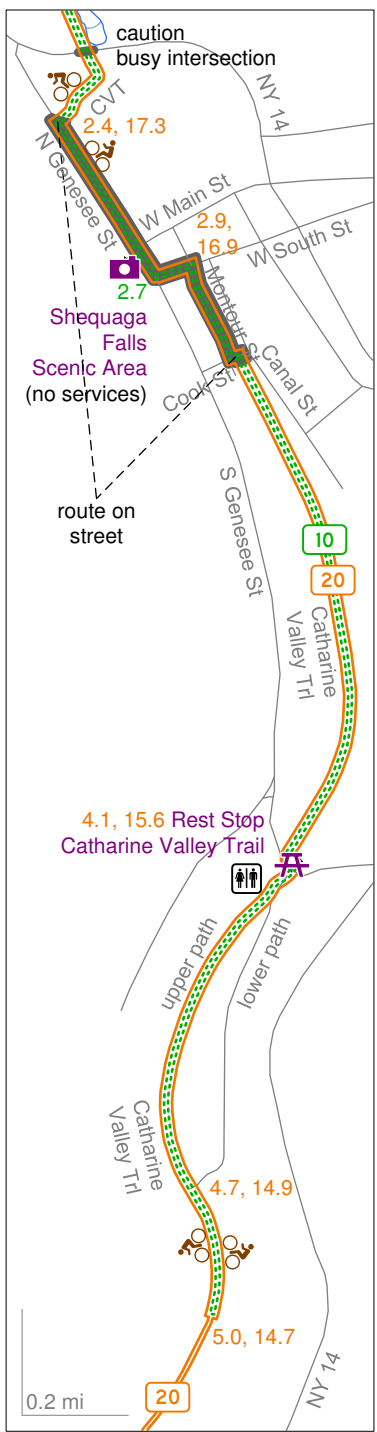 caution
busy intersection
CVT
NY 14
2.4, 17.3
N Genesee St
W Main St
2.9,
16.9
W South St
2.7
Shequaga
Falls
Scenic Area
(no services)
Montour St
Canal St
Cook St
S Genesee St
route on
street
10
20
Catharine
Valley Trl
4.1, 15.6 Rest Stop
Catharine Valley Trail
upper path
lower path
Catharine
Valley Trl
4.7, 14.9
5.0, 14.7
NY 14
20
0.2 mi